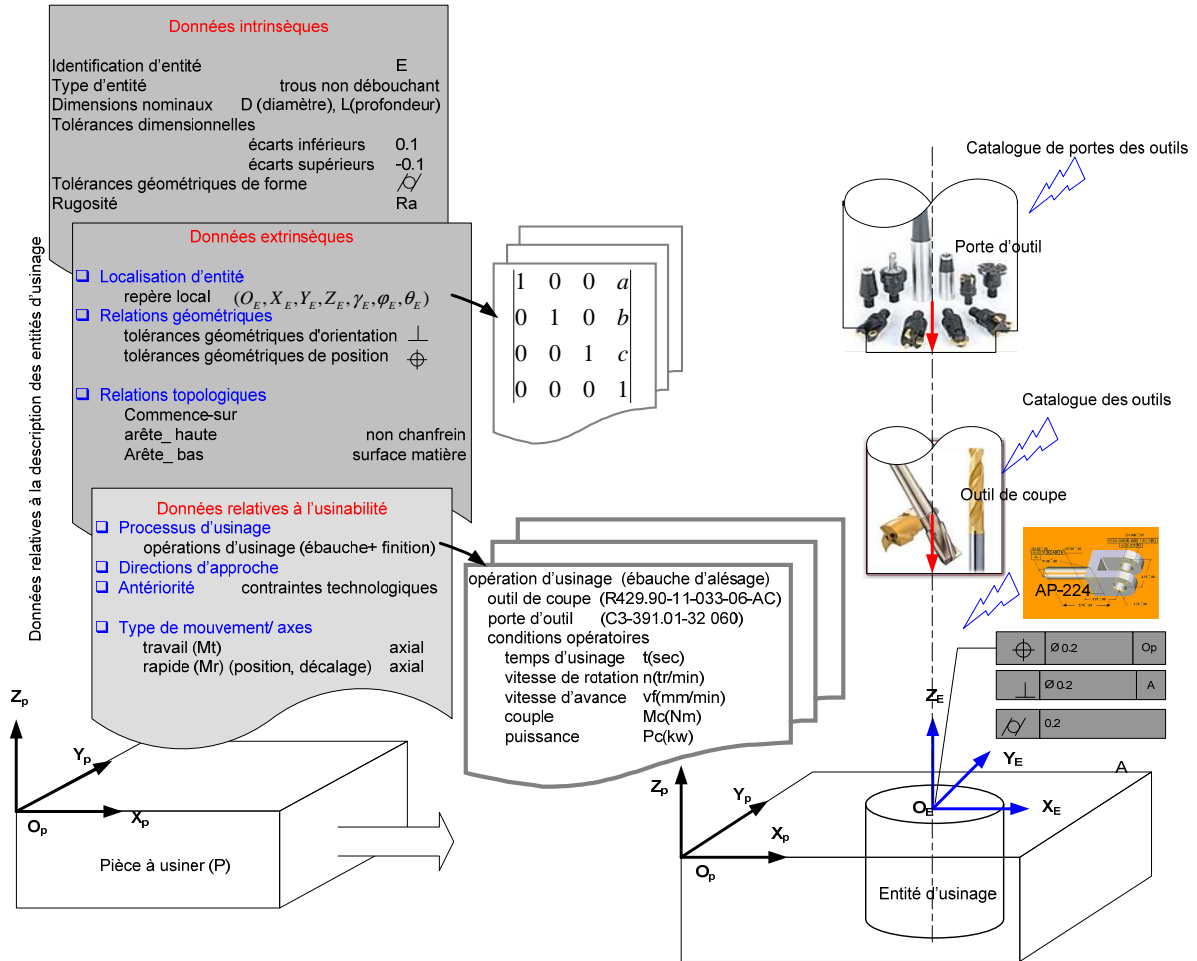 Données relatives à la description des entités d'usinage
Données intrinsèques
Identification d'entité E
Type d'entité trous non débouchant
Dimensions nominaux D (diamètre), L(profondeur)
Tolérances dimensionnelles
écarts inférieurs 0.1
écarts supérieurs -0.1
Tolérances géométriques de forme
Rugosité Ra
Données extrinsèques
Localisation d'entité
repère local (O_E, X_E, Y_E, Z_E, γ_E, φ_E, θ_E)
Relations géométriques
tolérances géométriques d'orientation ⊥
tolérances géométriques de position ⌖
Relations topologiques
Commence-sur
arête_ haute non chanfrein
Arête_ bas surface matière
Données relatives à l'usinabilité
Processus d'usinage
opérations d'usinage (ébauche+ finition)
Directions d'approche
Antériorité contraintes technologiques
Type de mouvement/ axes
travail (Mt) axial
rapide (Mr) (position, décalage) axial
1 0 0 a
0 1 0 b
0 0 1 c
0 0 0 1
opération d'usinage (ébauche d'alésage)
outil de coupe (R429.90-11-033-06-AC)
porte d'outil (C3-391.01-32 060)
conditions opératoires
temps d'usinage t(sec)
vitesse de rotation n(tr/min)
vitesse d'avance vf(mm/min)
couple Mc(Nm)
puissance Pc(kw)
Zp
Yp
Xp
Op
Pièce à usiner (P)
Catalogue de portes des outils
Porte d'outil
Catalogue des outils
Outil de coupe
AP-224
⌖ Ø 0.2 Op
⊥ Ø 0.2 A
⌭ 0.2
Z_E
Y_E
X_E
O_E
A
Zp
Yp
Xp
Op
Entité d'usinage